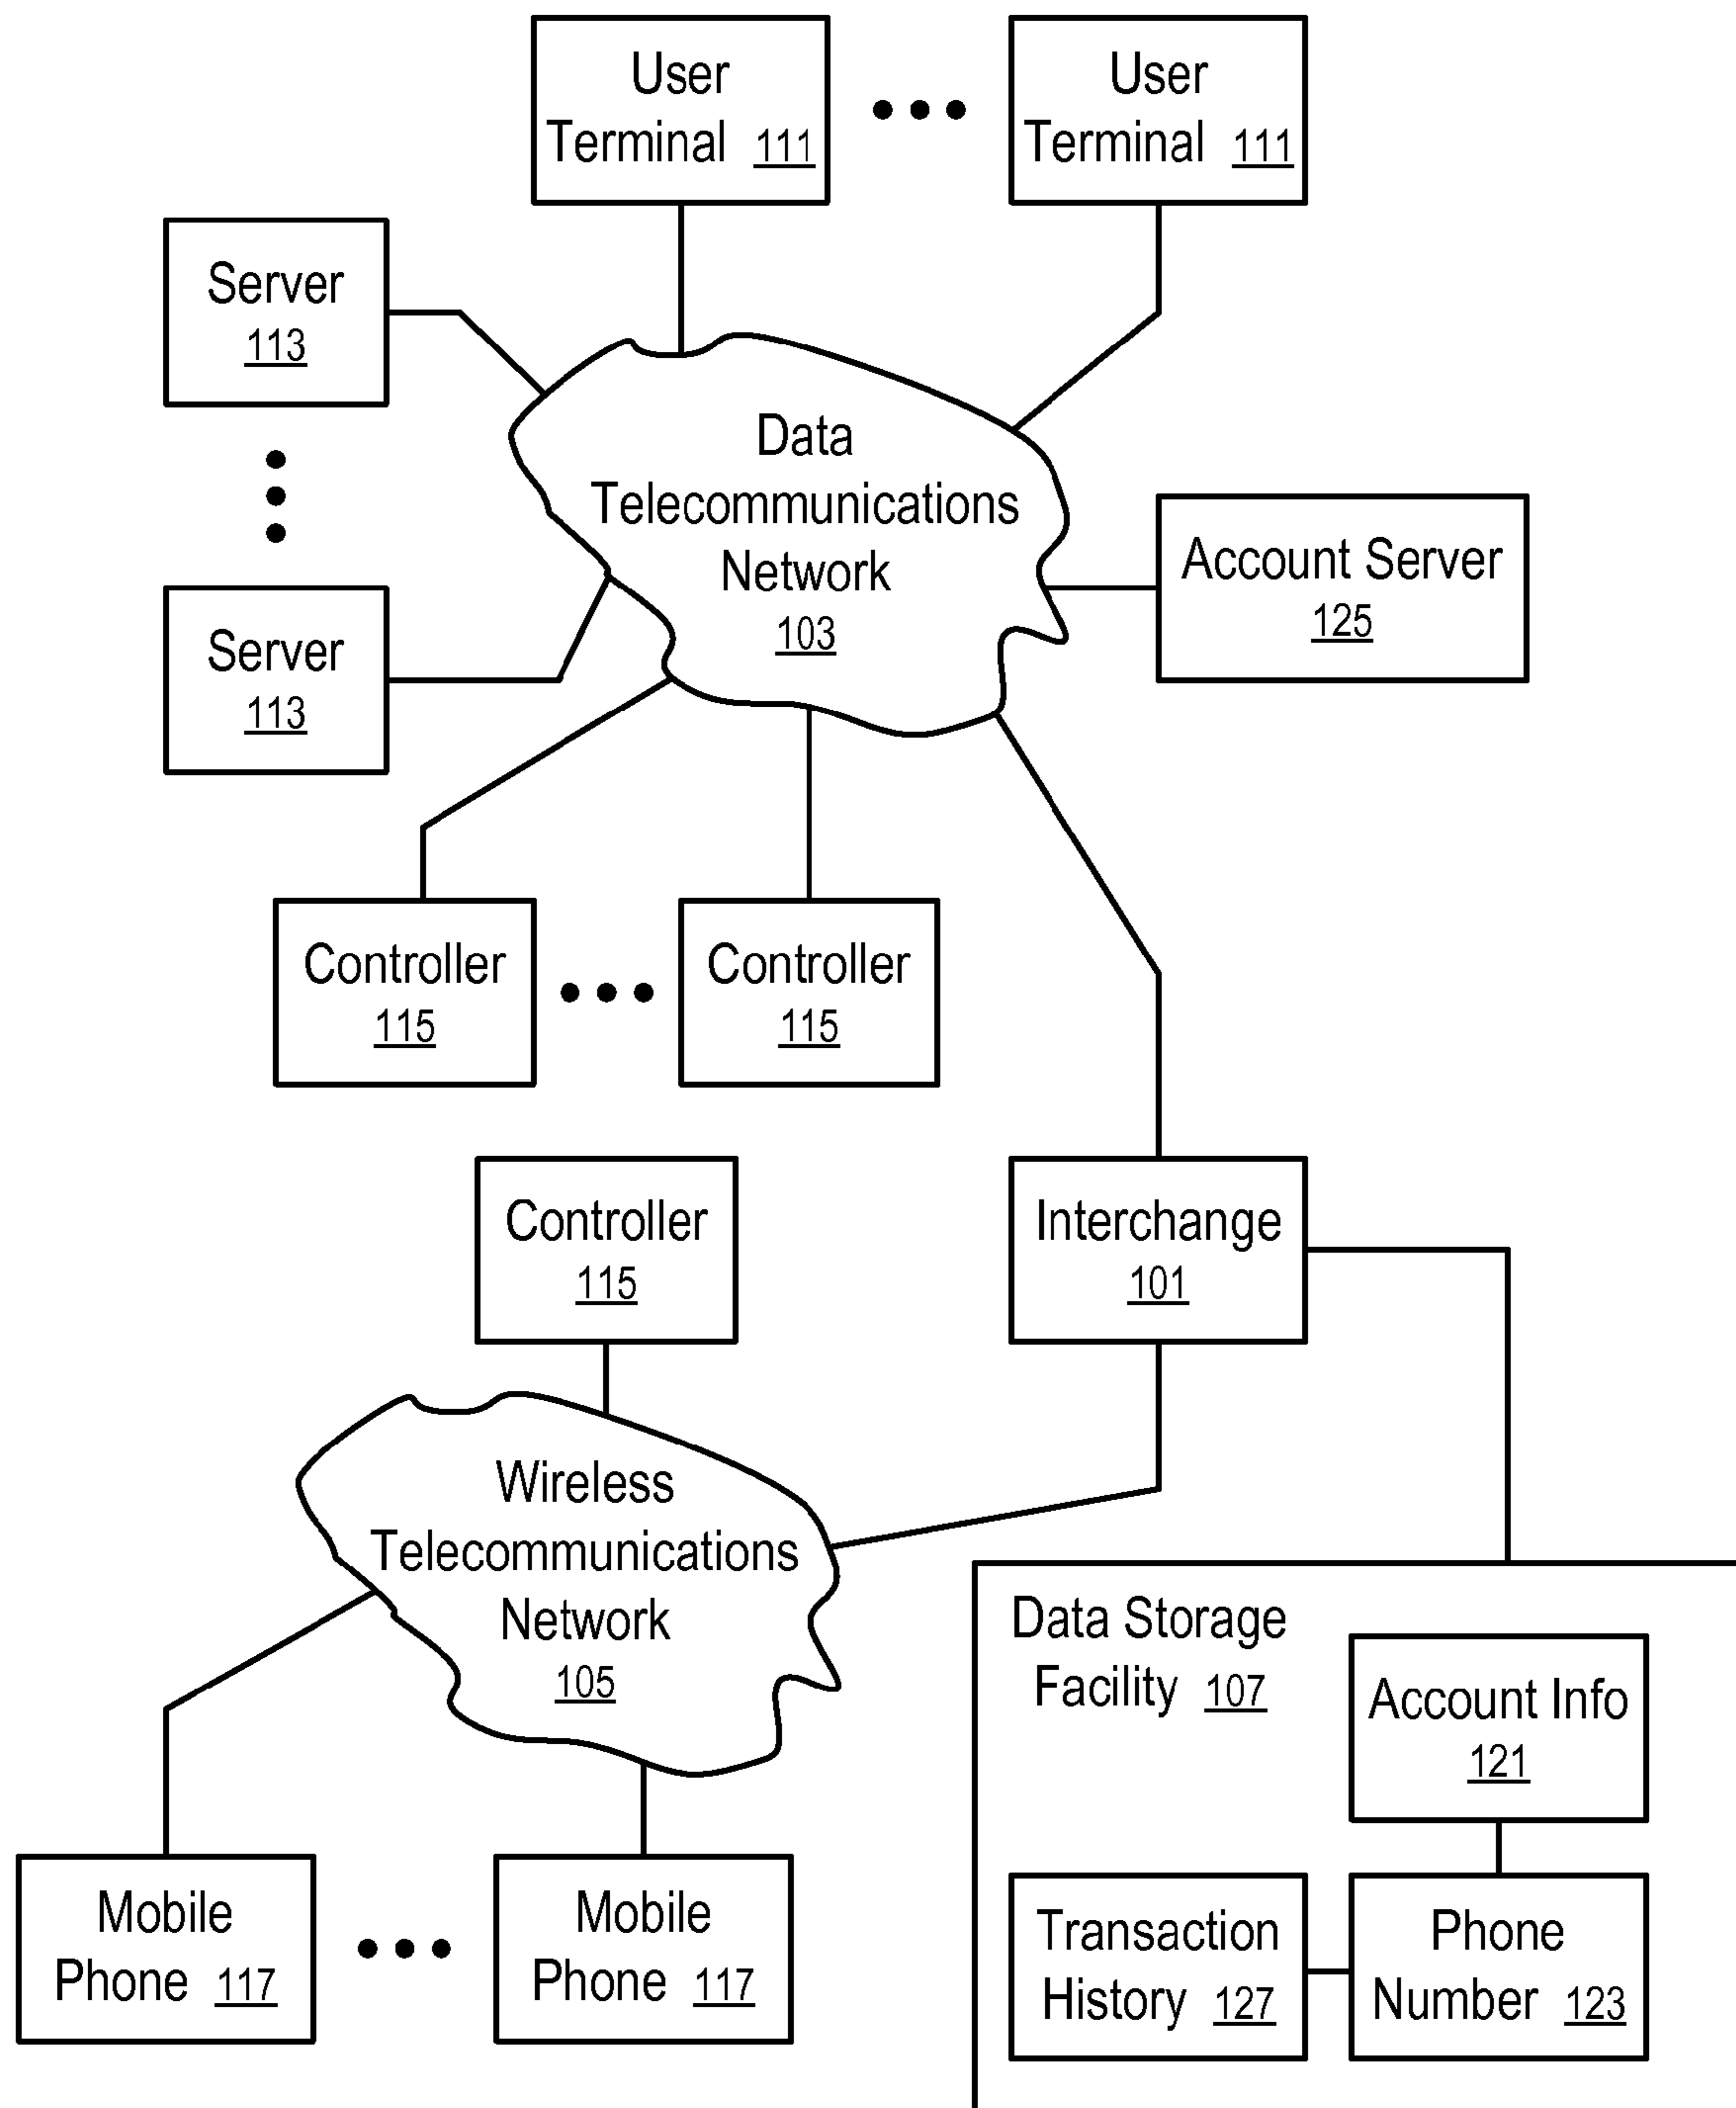 User
Terminal 111
User
Terminal 111
Server
113
Data
Telecommunications
Network
103
Account Server
125
Server
113
Controller
115
Controller
115
Controller
115
Interchange
101
Wireless
Telecommunications
Network
105
Data Storage
Facility 107
Account Info
121
Mobile
Phone 117
Mobile
Phone 117
Transaction
History 127
Phone
Number 123